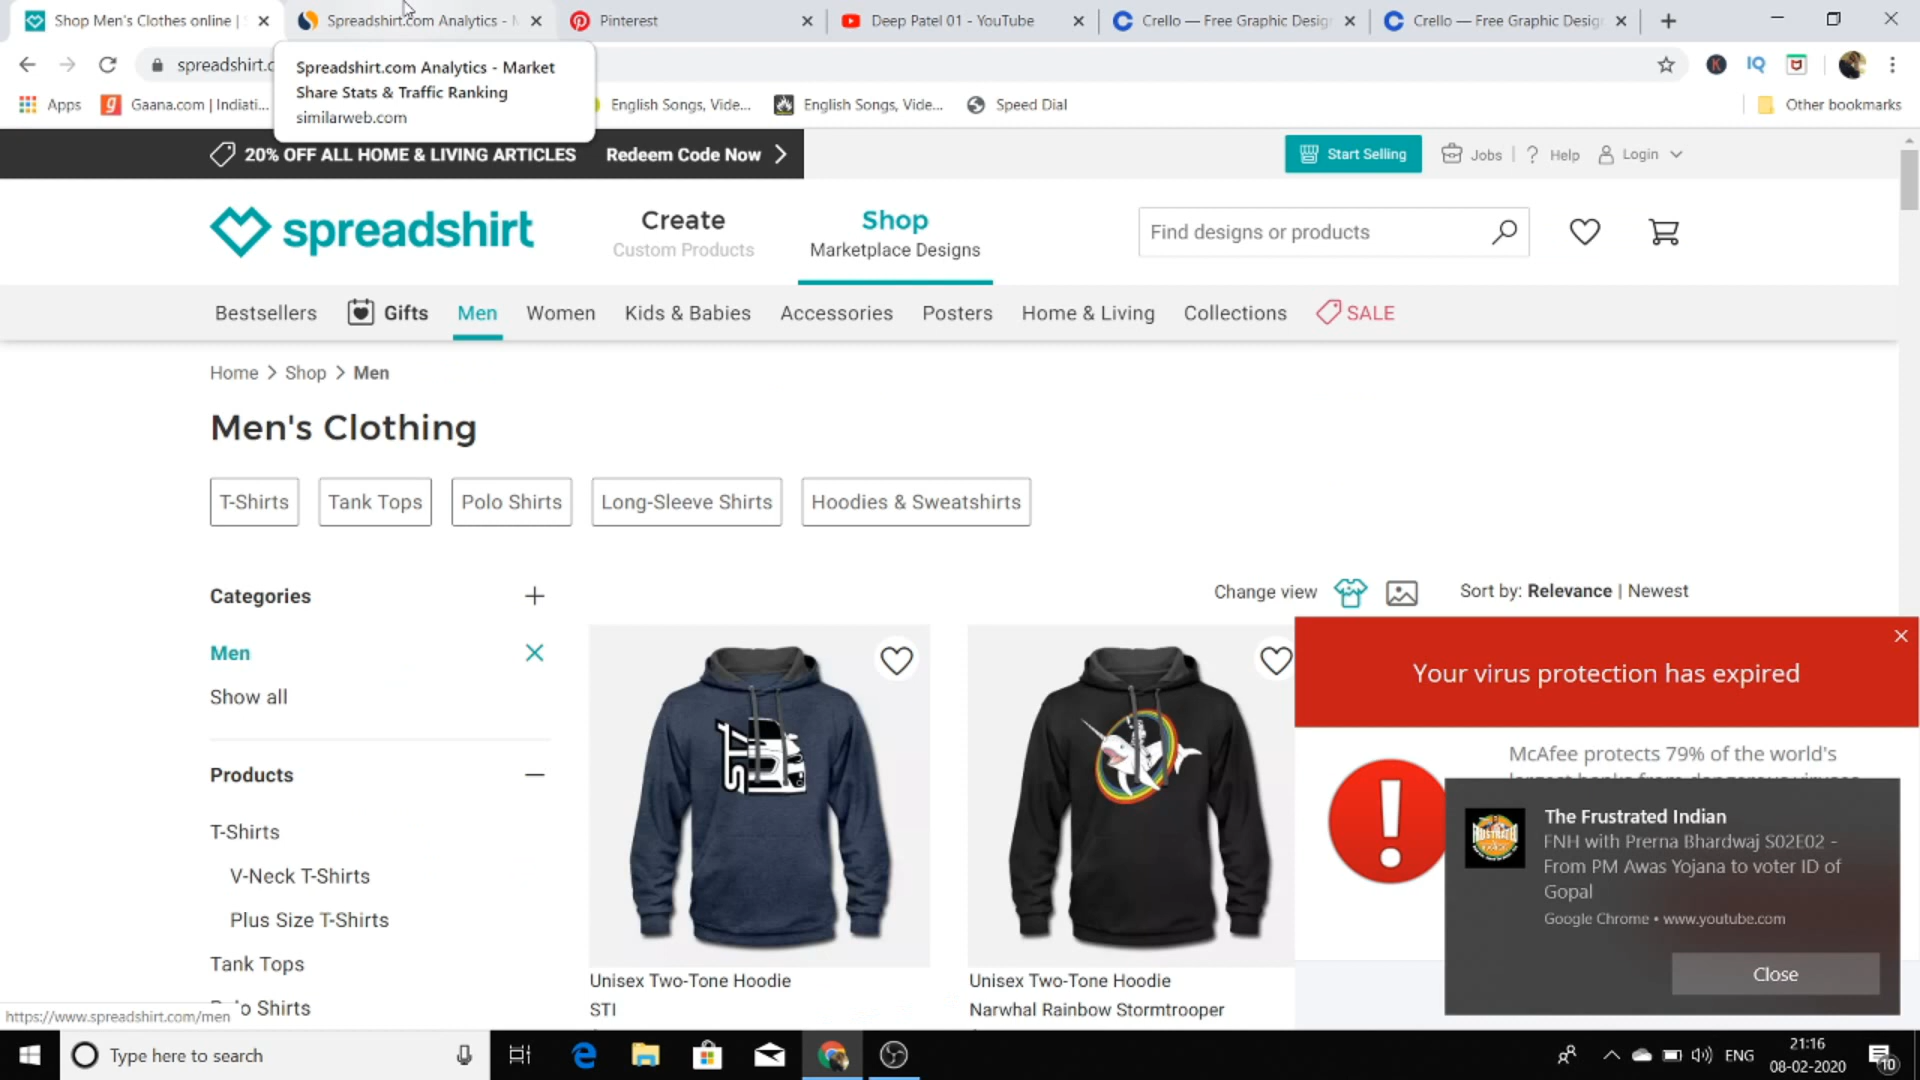 Shop Men's Clothes online |
Spreadshirt.com Analytics -
Pinterest
Deep Patel 01 - YouTube
Crello — Free Graphic Desig
Crello — Free Graphic Desig
spreadshirt.c
Spreadshirt.com Analytics - Market
Share Stats & Traffic Ranking
similarweb.com
IQ
Apps
Gaana.com | Indiati...
English Songs, Vide...
English Songs, Vide...
Speed Dial
Other bookmarks
20% OFF ALL HOME & LIVING ARTICLES Redeem Code Now
Start Selling
Jobs | ? Help
Login
spreadshirt
Create
Custom Products
Shop
Marketplace Designs
Find designs or products
Bestsellers Gifts Men Women Kids & Babies Accessories Posters Home & Living Collections SALE
Home > Shop > Men
Men's Clothing
T-Shirts Tank Tops Polo Shirts Long-Sleeve Shirts Hoodies & Sweatshirts
Categories
Men
Show all
Products
T-Shirts
V-Neck T-Shirts
Plus Size T-Shirts
Tank Tops
Shirts
https://www.spreadshirt.com/men
Change view
Sort by: Relevance | Newest
STI
Unisex Two-Tone Hoodie
STI
Unisex Two-Tone Hoodie
Narwhal Rainbow Stormtrooper
Your virus protection has expired
McAfee protects 79% of the world's
The Frustrated Indian
FNH with Prerna Bhardwaj S02E02 -
From PM Awas Yojana to voter ID of
Gopal
Google Chrome • www.youtube.com
Close
Type here to search
ENG
21:16
08-02-2020
10